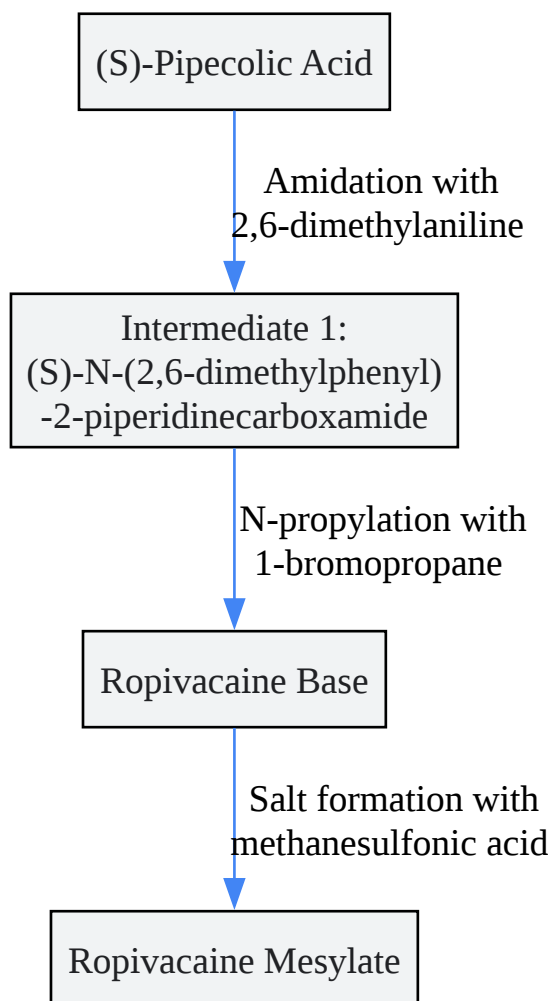 (S)-Pipecolic Acid
Amidation with
2,6-dimethylaniline
Intermediate 1:
(S)-N-(2,6-dimethylphenyl)
-2-piperidinecarboxamide
N-propylation with
1-bromopropane
Ropivacaine Base
Salt formation with
methanesulfonic acid
Ropivacaine Mesylate